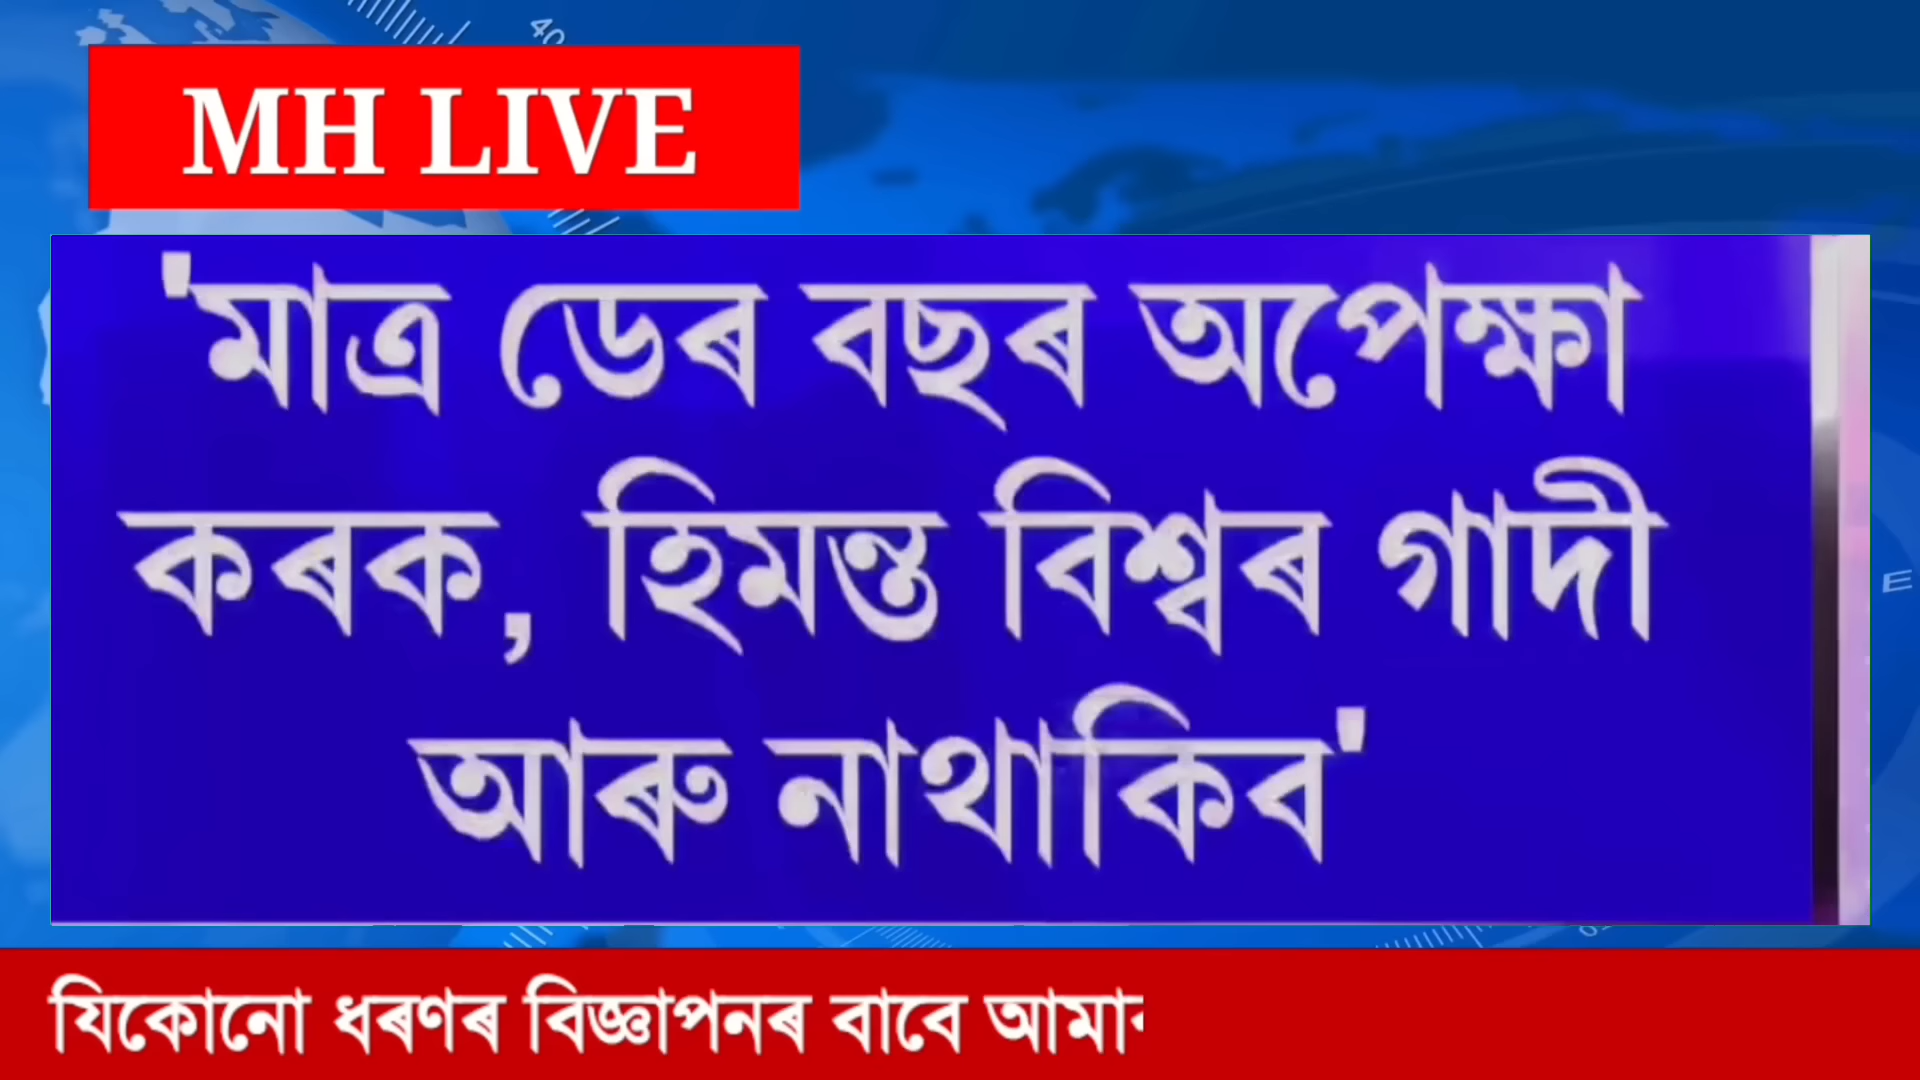 MH LIVE
'মাত্ৰ ডেৰ বছৰ অপেক্ষা
কৰক, হিমন্ত বিশ্বৰ গাদী
আৰু নাথাকিব'
যিকোনো ধৰণৰ বিজ্ঞাপনৰ বাবে